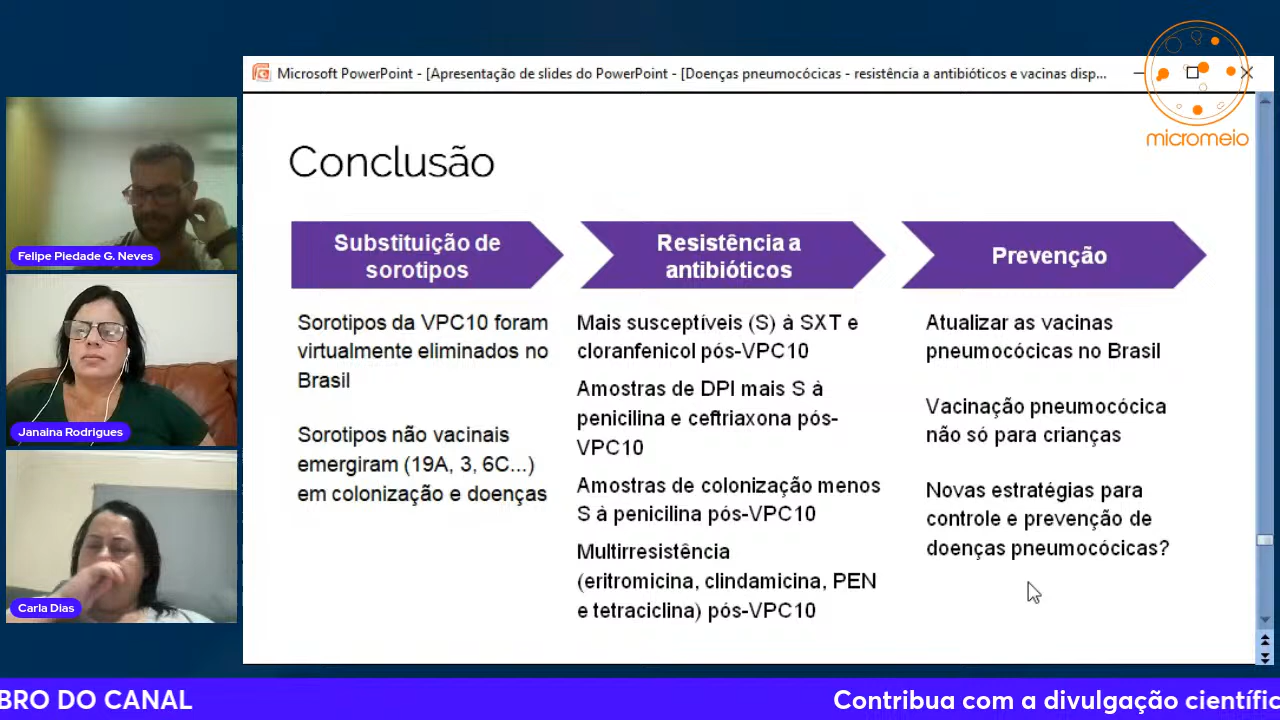 Microsoft PowerPoint - [Apresentação de slides do PowerPoint - [Doenças pneumocócicas - resistência a antibióticos e vacinas disp...
micromeio
Conclusão
Substituição de
sorotipos
Sorotipos da VPC10 foram
virtualmente eliminados no
Brasil
Sorotipos não vacinais
emergiram (19A, 3, 6C...)
em colonização e doenças
Resistência a
antibióticos
Mais susceptíveis (S) à SXT e
cloranfenicol pós-VPC10
Amostras de DPI mais S à
penicilina e ceftriaxona pós-
VPC10
Amostras de colonização menos
S à penicilina pós-VPC10
Multirresistência
(eritromicina, clindamicina, PEN
e tetraciclina) pós-VPC10
Prevenção
Atualizar as vacinas
pneumocócicas no Brasil
Vacinação pneumocócica
não só para crianças
Novas estratégias para
controle e prevenção de
doenças pneumocócicas?
Felipe Piedade G. Neves
Janaina Rodrigues
Carla Dias
BRO DO CANAL
Contribua com a divulgação científic